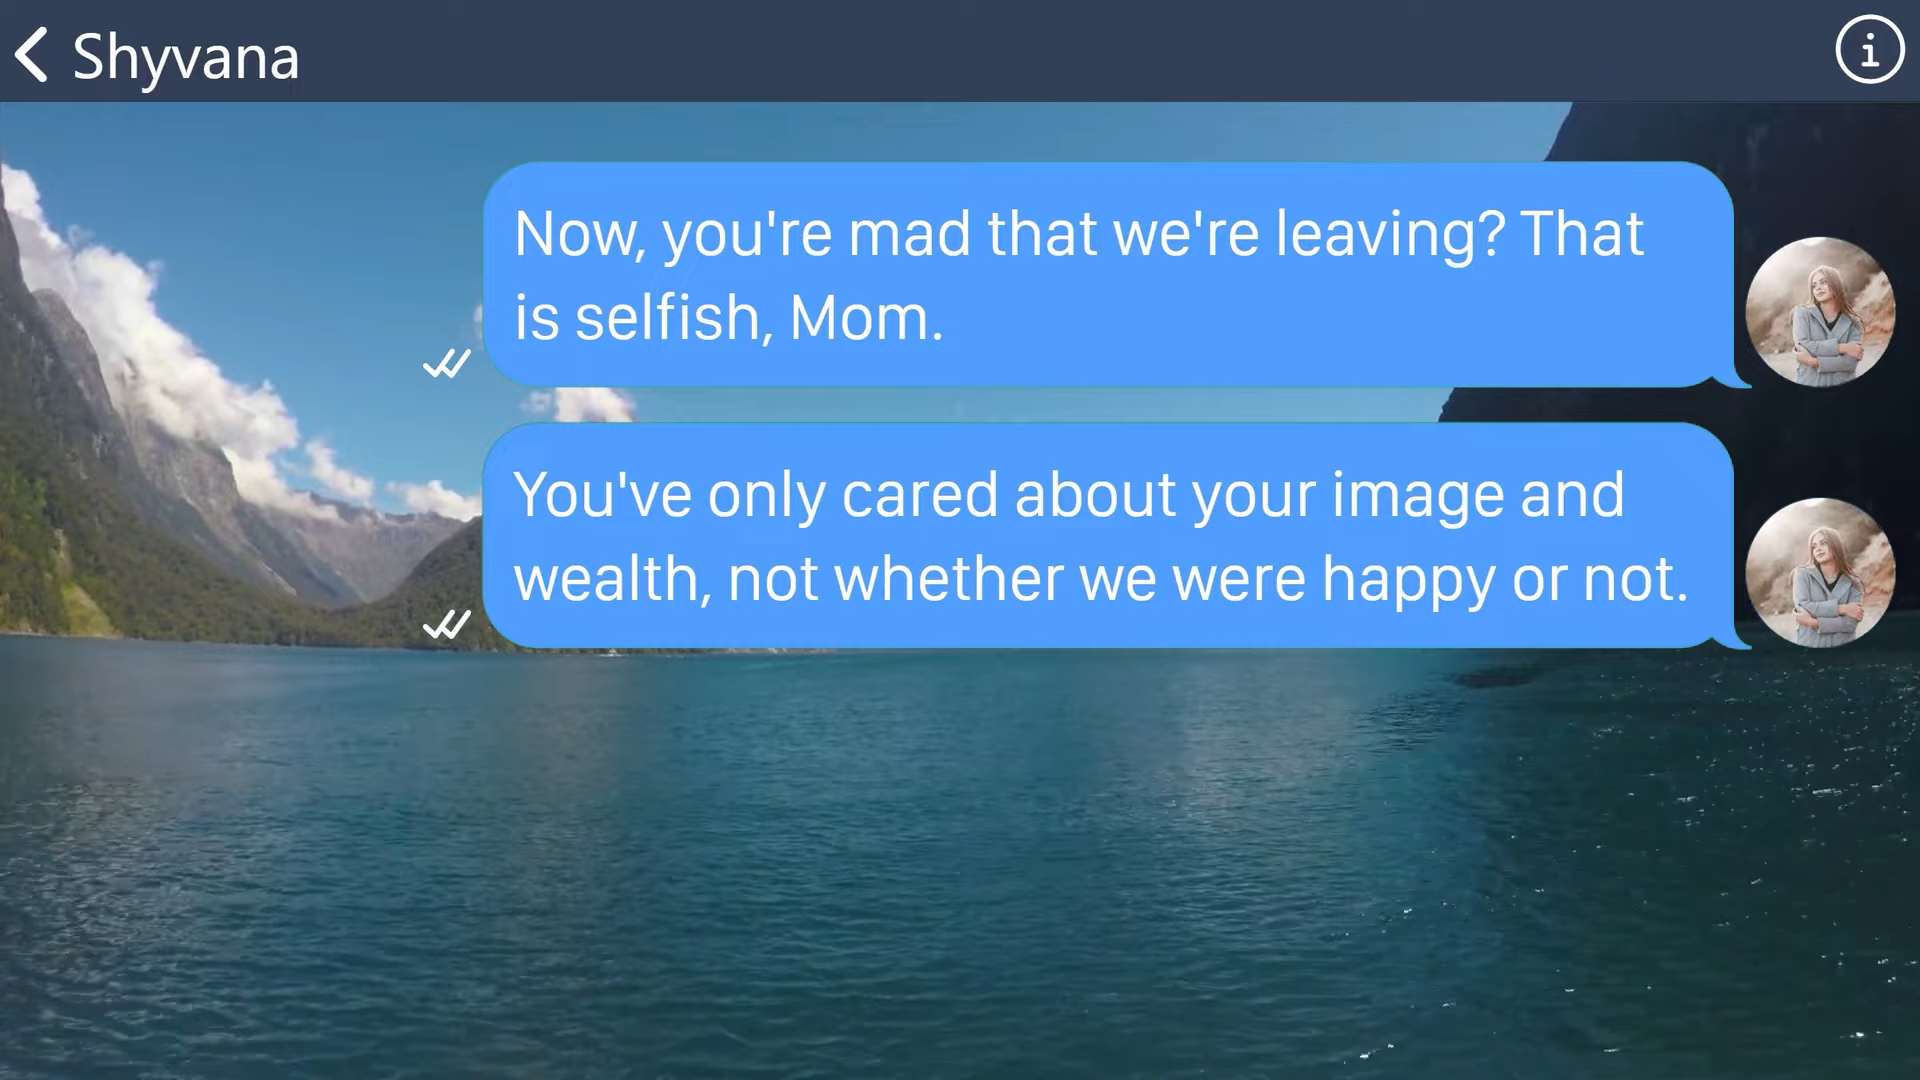 Shyvana
Now, you're mad that we're leaving? That
is selfish, Mom.
You've only cared about your image and
wealth, not whether we were happy or not.